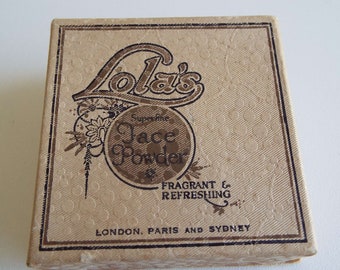 Lola's
Superfine
Face
Powder
FRAGRANT &
REFRESHING
LONDON, PARIS AND SYDNEY